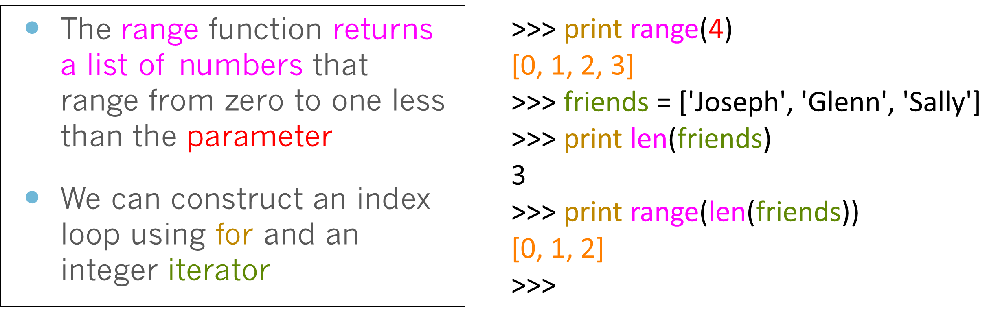 • The range function returns
a list of numbers that
range from zero to one less
than the parameter
• We can construct an index
loop using for and an
integer iterator
>>> print range(4)
[0, 1, 2, 3]
>>> friends = ['Joseph', 'Glenn', 'Sally']
>>> print len(friends)
3
>>> print range(len(friends))
[0, 1, 2]
>>>